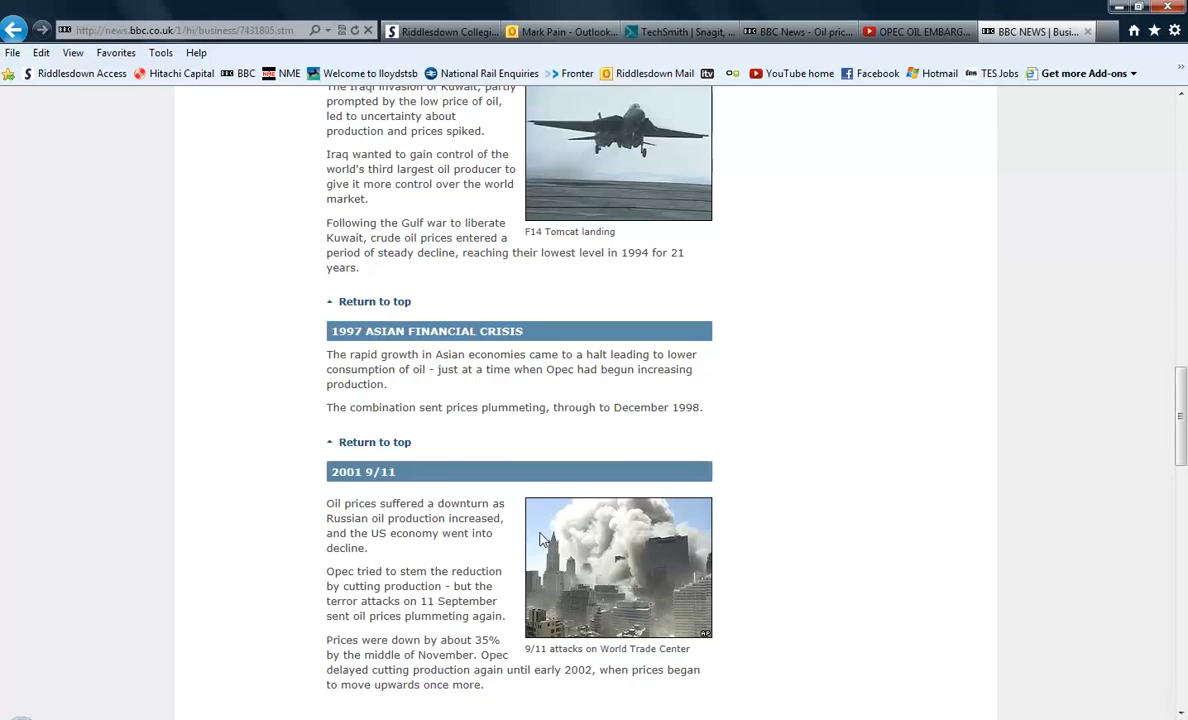 http://news.bbc.co.uk/1/hi/business/7431805.stm
Riddlesdown Collegi...
Mark Pain - Outlook...
TechSmith | Snagit, ...
BBC News - Oil pric...
OPEC OIL EMBARG...
BBC NEWS | Busi...
File Edit View Favorites Tools Help
Riddlesdown Access Hitachi Capital BBC NME Welcome to lloydstsb National Rail Enquiries Fronter Riddlesdown Mail itv YouTube home Facebook Hotmail TES Jobs Get more Add-ons
The Iraqi invasion of Kuwait, partly
prompted by the low price of oil,
led to uncertainty about
production and prices spiked.
Iraq wanted to gain control of the
world's third largest oil producer to
give it more control over the world
market.
Following the Gulf war to liberate
Kuwait, crude oil prices entered a
period of steady decline, reaching their lowest level in 1994 for 21
years.
F14 Tomcat landing
Return to top
1997 ASIAN FINANCIAL CRISIS
The rapid growth in Asian economies came to a halt leading to lower
consumption of oil - just at a time when Opec had begun increasing
production.
The combination sent prices plummeting, through to December 1998.
Return to top
2001 9/11
Oil prices suffered a downturn as
Russian oil production increased,
and the US economy went into
decline.
Opec tried to stem the reduction
by cutting production - but the
terror attacks on 11 September
sent oil prices plummeting again.
Prices were down by about 35%
by the middle of November. Opec
delayed cutting production again until early 2002, when prices began
to move upwards once more.
AP
9/11 attacks on World Trade Center